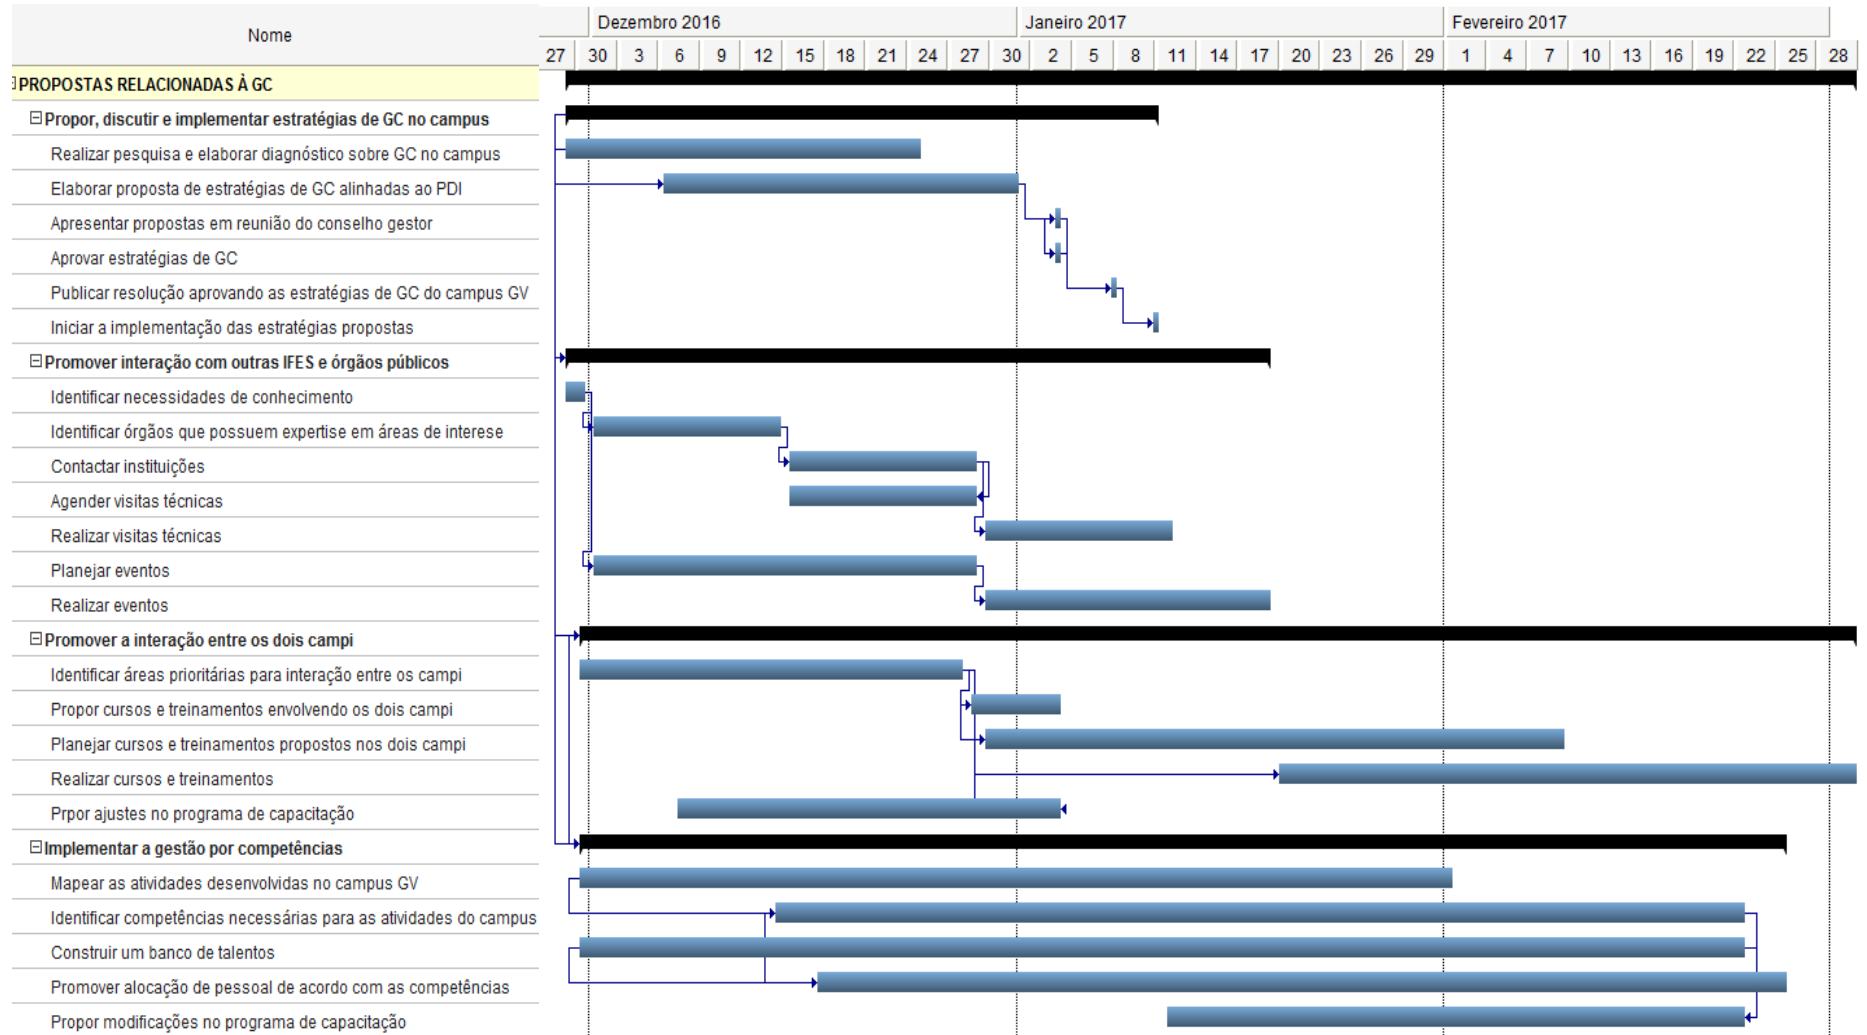 Nome
Dezembro 2016 Janeiro 2017 Fevereiro 2017
27 30 3 6 9 12 15 18 21 24 27 30 2 5 8 11 14 17 20 23 26 29 1 4 7 10 13 16 19 22 25 28
PROPOSTAS RELACIONADAS À GC
Propor, discutir e implementar estratégias de GC no campus
Realizar pesquisa e elaborar diagnóstico sobre GC no campus
Elaborar proposta de estratégias de GC alinhadas ao PDI
Apresentar propostas em reunião do conselho gestor
Aprovar estratégias de GC
Publicar resolução aprovando as estratégias de GC do campus GV
Iniciar a implementação das estratégias propostas
Promover interação com outras IFES e órgãos públicos
Identificar necessidades de conhecimento
Identificar órgãos que possuem expertise em áreas de interese
Contactar instituições
Agender visitas técnicas
Realizar visitas técnicas
Planejar eventos
Realizar eventos
Promover a interação entre os dois campi
Identificar áreas prioritárias para interação entre os campi
Propor cursos e treinamentos envolvendo os dois campi
Planejar cursos e treinamentos propostos nos dois campi
Realizar cursos e treinamentos
Prpor ajustes no programa de capacitação
Implementar a gestão por competências
Mapear as atividades desenvolvidas no campus GV
Identificar competências necessárias para as atividades do campus
Construir um banco de talentos
Promover alocação de pessoal de acordo com as competências
Propor modificações no programa de capacitação